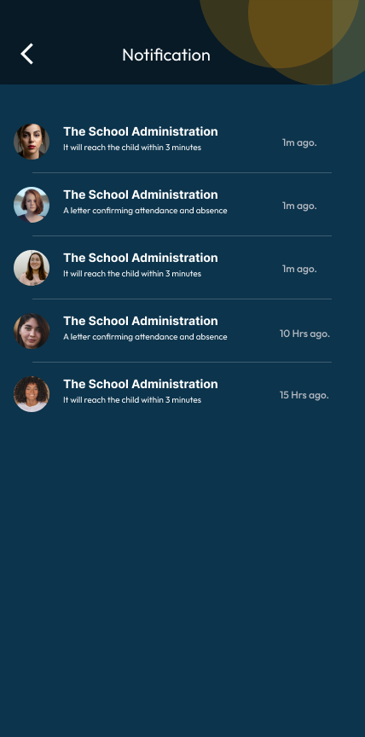 Notification
The School Administration
It will reach the child within 3 minutes
1m ago.
The School Administration
A letter confirming attendance and absence
1m ago.
The School Administration
It will reach the child within 3 minutes
1m ago.
The School Administration
A letter confirming attendance and absence
10 Hrs ago.
The School Administration
It will reach the child within 3 minutes
15 Hrs ago.